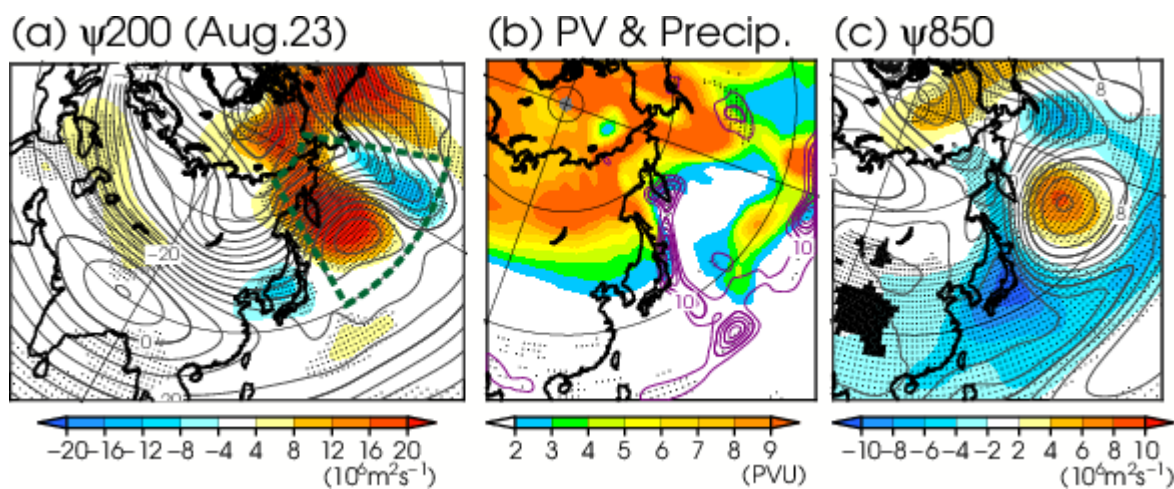 (a) ψ200 (Aug.23)
(b) PV & Precip.
(c) ψ850
−20
0
10
10
8
8
−20 −16 −12 −8 −4 4 8 12 16 20
(10⁶m²s⁻¹)
2 3 4 5 6 7 8 9
(PVU)
−10 −8 −6 −4 −2 2 4 6 8 10
(10⁶m²s⁻¹)